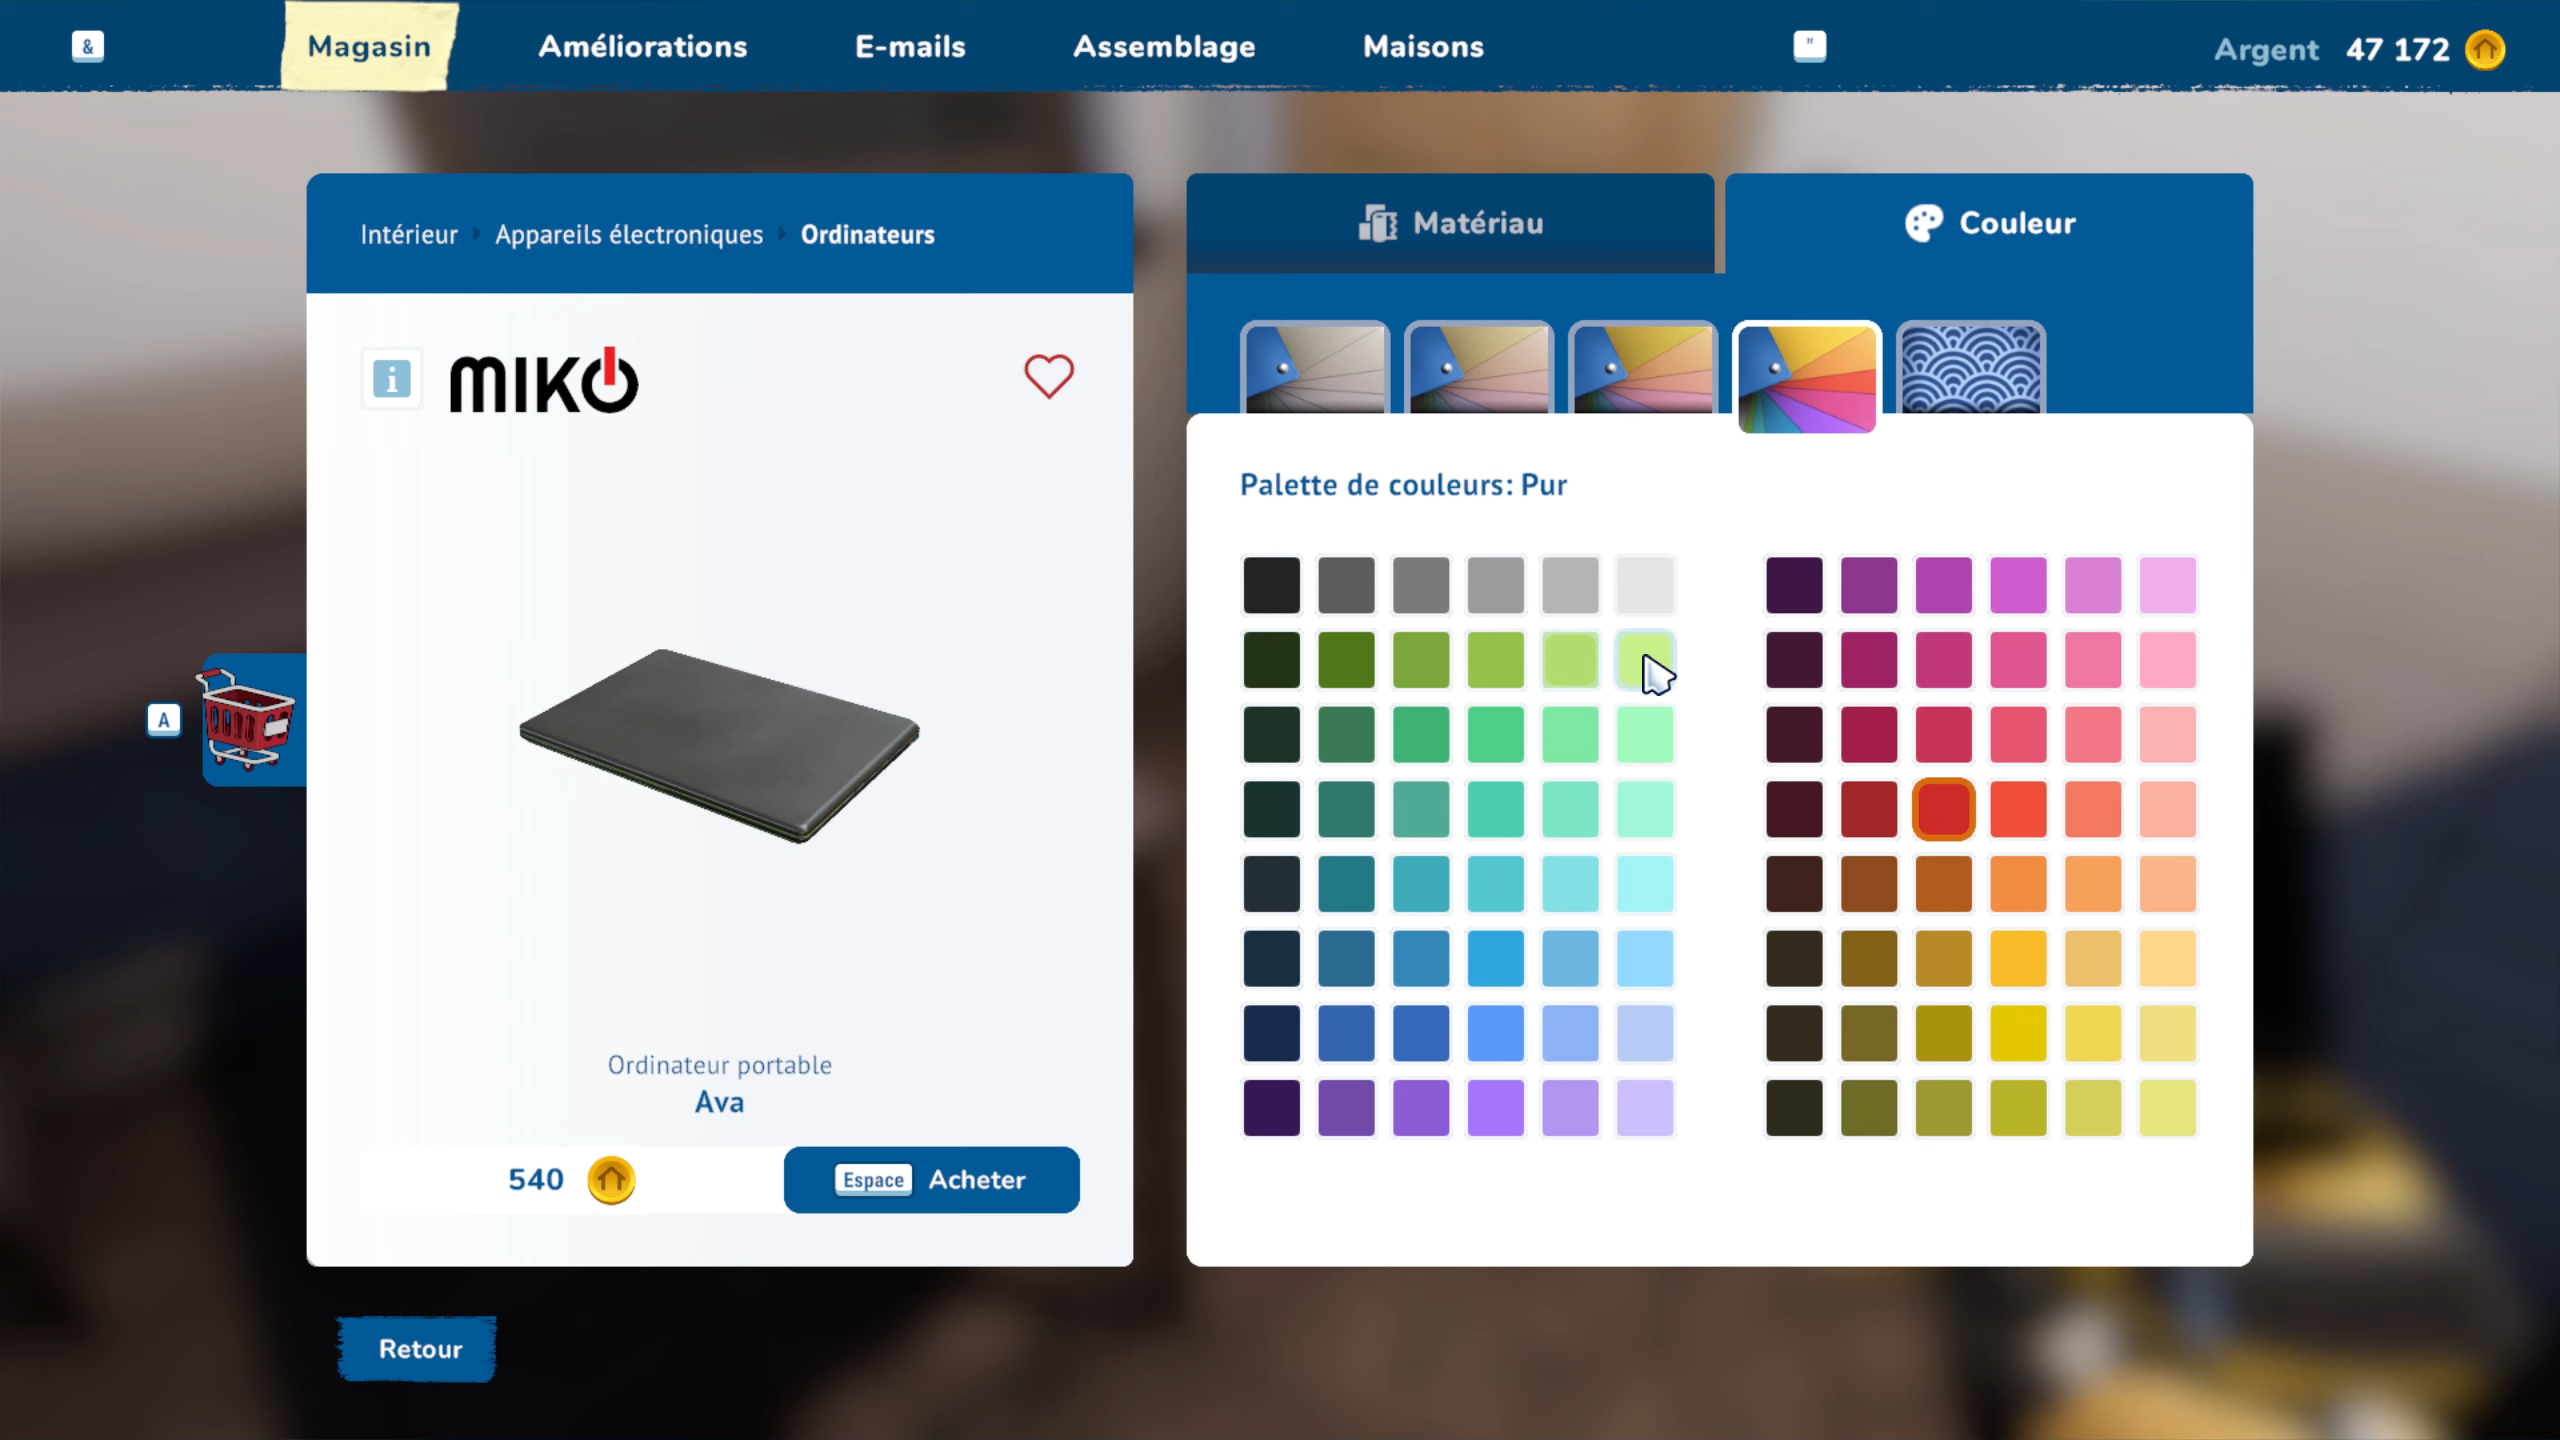 &
Magasin
Améliorations
E-mails
Assemblage
Maisons
"
Argent 47 172
Intérieur Appareils électroniques Ordinateurs
i
MIKO
A
Ordinateur portable
Ava
540
Espace Acheter
Retour
Matériau
Couleur
Palette de couleurs: Pur